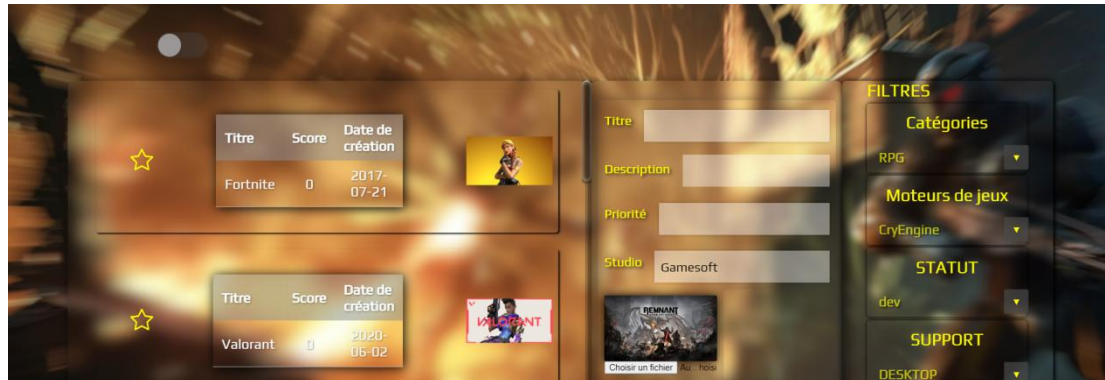 Titre Score Date de
création
Fortnite 0 2017-
07-21
Titre Score Date de
création
Valorant 0 2020-
06-02
VALORANT
Titre
Description
Priorité
Studio Gamesoft
REMNANT
Choisir un fichier Au... hoisi
FILTRES
Catégories
RPG
Moteurs de jeux
CryEngine
STATUT
dev
SUPPORT
DESKTOP